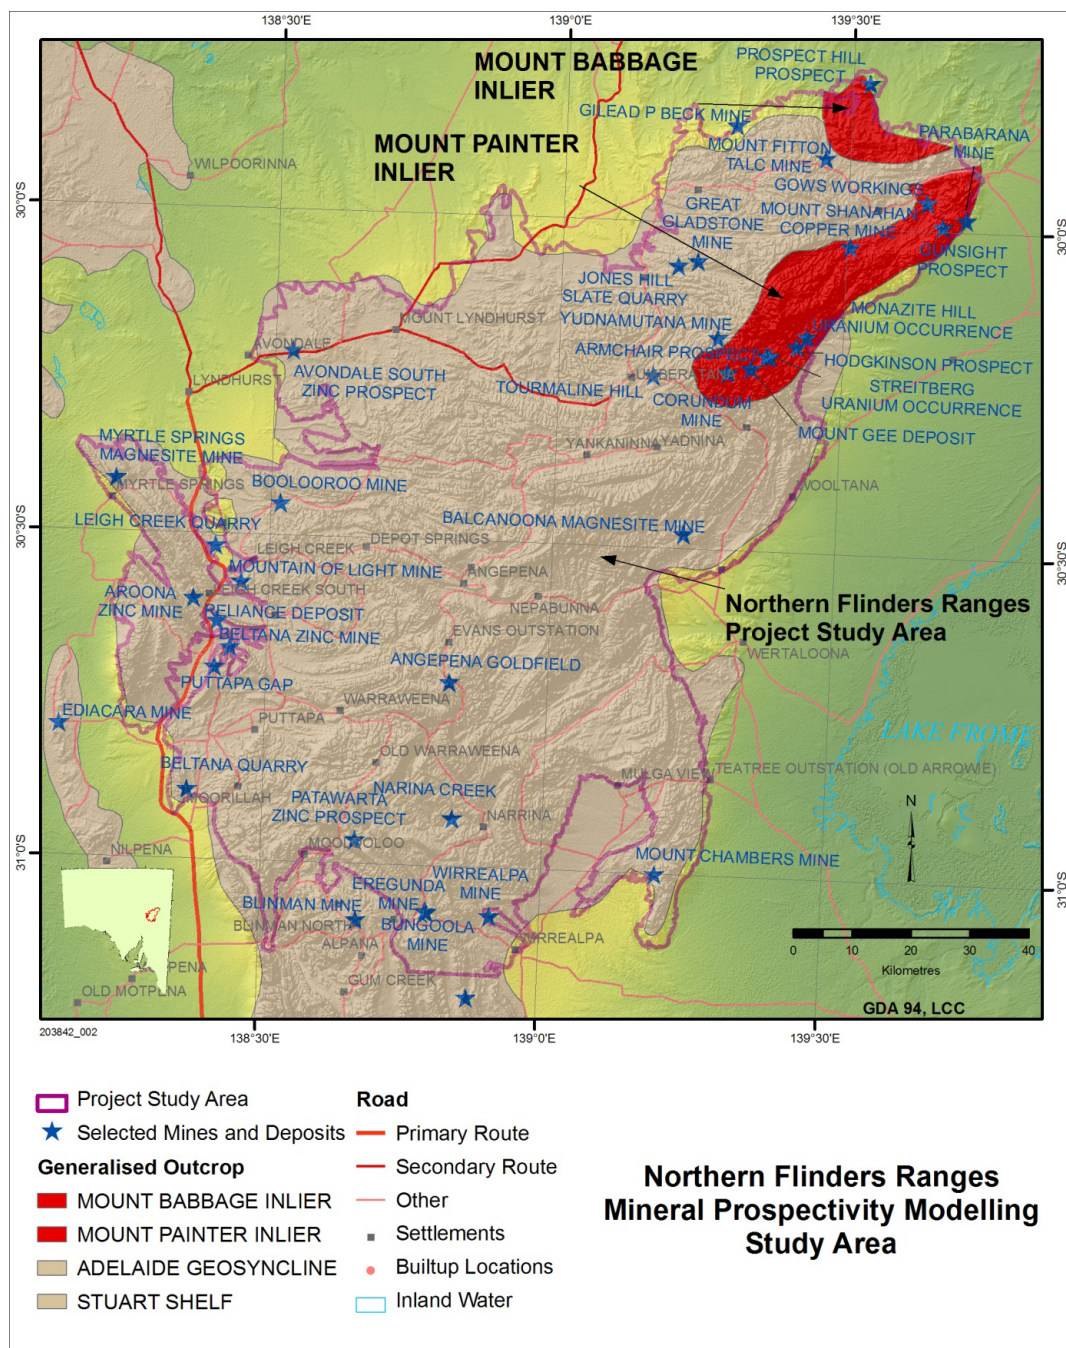 138°30'E
139°0'E
139°30'E
MOUNT BABBAGE
INLIER
PROSPECT HILL
PROSPECT
GILEAD P BECK MINE
MOUNT PAINTER
INLIER
PARABARANA
MINE
MOUNT FITTON
TALC MINE
WILPOORINNA
30°0'S
GOWS WORKINGS
GREAT
GLADSTONE
MINE
MOUNT SHANAHAN
COPPER MINE
30°0'S
GUNSIGHT
PROSPECT
JONES HILL
SLATE QUARRY
MONAZITE HILL
URANIUM OCCURRENCE
MOUNT LYNDHURST
YUDNAMUTANA MINE
AVONDALE
ARMCHAIR PROSPECT
HODGKINSON PROSPECT
AVONDALE SOUTH
ZINC PROSPECT
LYNDHURST
TOURMALINE HILL
CORUNDUM
MINE
STREITBERG
URANIUM OCCURRENCE
MOUNT GEE DEPOSIT
MYRTLE SPRINGS
MAGNESITE MINE
YANKANINNA
YADNINA
MYRTLE SPRINGS
BOOLOOROO MINE
WOOLTANA
30°30'S
LEIGH CREEK QUARRY
BALCANOONA MAGNESITE MINE
LEIGH CREEK
DEPOT SPRINGS
30°30'S
MOUNTAIN OF LIGHT MINE
ANGEPENA
AROONA
ZINC MINE
LEIGH CREEK SOUTH
RELIANCE DEPOSIT
NEPABUNNA
Northern Flinders Ranges
Project Study Area
BELTANA ZINC MINE
EVANS OUTSTATION
WERTALOONA
PUTTAPA GAP
ANGEPENA GOLDFIELD
EDIACARA MINE
WARRAWEENA
PUTTAPA
LAKE FROME
OLD WARRAWEENA
BELTANA QUARRY
MULGA VIEW
TEATREE OUTSTATION (OLD ARROWIE)
MOORILLAH
PATAWARTA
ZINC PROSPECT
NARINA CREEK
NARRINA
N
31°0'S
NILPENA
MOOLOOLOO
MOUNT CHAMBERS MINE
31°0'S
WIRREALPA
MINE
EREGUNDA
MINE
BLINMAN MINE
BLINMAN NORTH
BUNGOOLA
MINE
WIRREALPA
ALPANA
0 10 20 30 40
Kilometres
PENA
OLD MOTPENA
GUM CREEK
GDA 94, LCC
203842_002
138°30'E
139°0'E
139°30'E
Project Study Area
Selected Mines and Deposits
Generalised Outcrop
MOUNT BABBAGE INLIER
MOUNT PAINTER INLIER
ADELAIDE GEOSYNCLINE
STUART SHELF
Road
Primary Route
Secondary Route
Other
Settlements
Builtup Locations
Inland Water
Northern Flinders Ranges
Mineral Prospectivity Modelling
Study Area